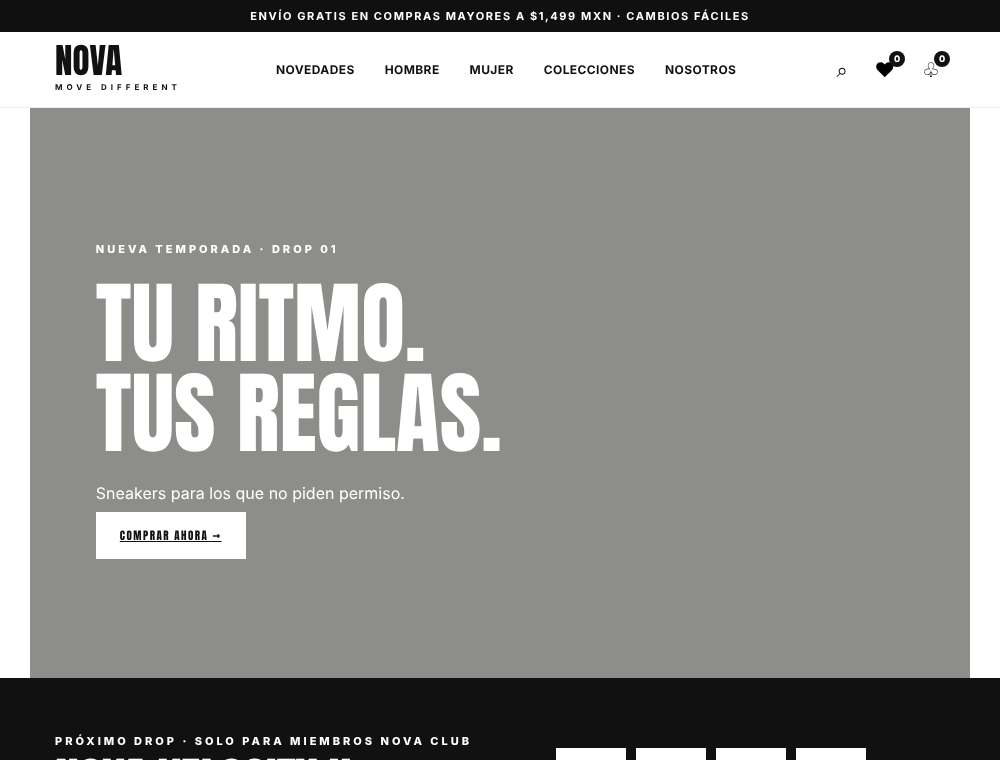 ENVÍO GRATIS EN COMPRAS MAYORES A $1,499 MXN · CAMBIOS FÁCILES
NOVA
MOVE DIFFERENT
NOVEDADES HOMBRE MUJER COLECCIONES NOSOTROS
0 0
NUEVA TEMPORADA · DROP 01
TU RITMO.
TUS REGLAS.
Sneakers para los que no piden permiso.
COMPRAR AHORA →
PRÓXIMO DROP · SOLO PARA MIEMBROS NOVA CLUB